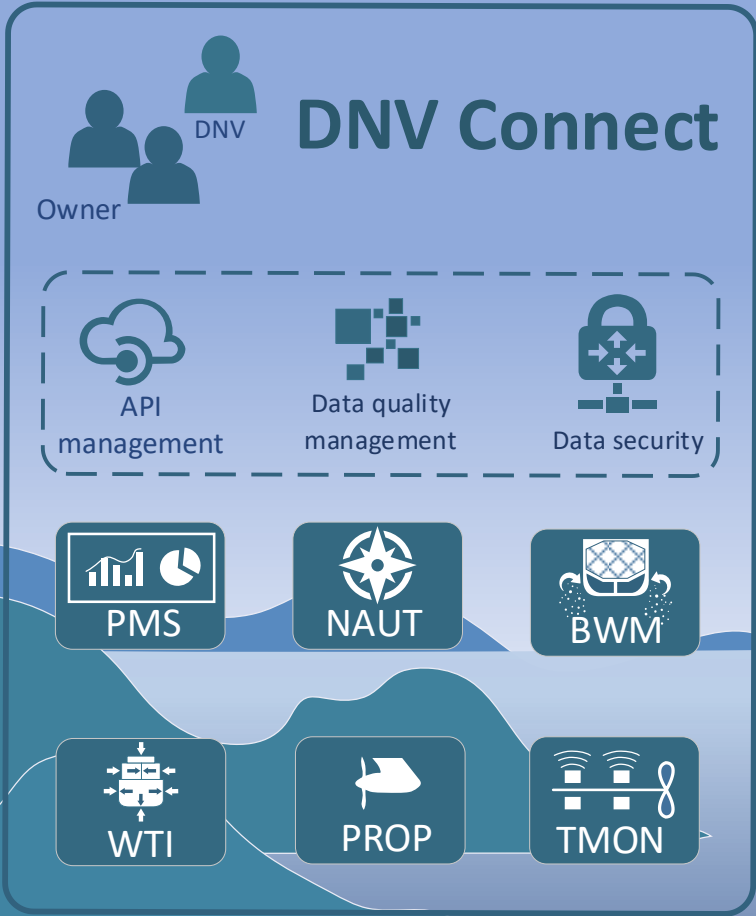 DNV
DNV Connect
Owner
API
management
Data quality
management
Data security
PMS
NAUT
BWM
WTI
PROP
TMON